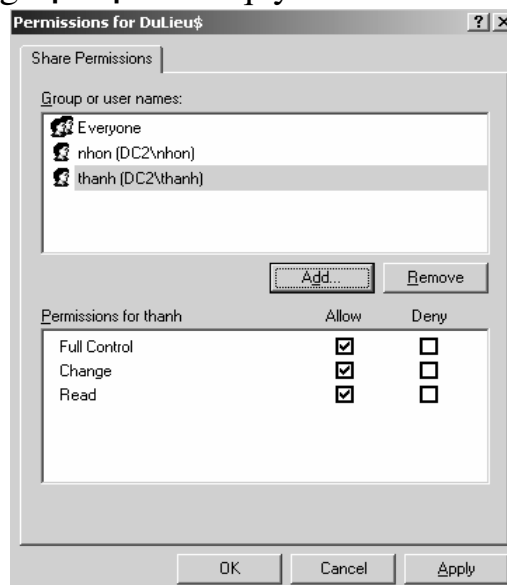 Permissions for DuLieu$
Share Permissions
Group or user names:
Everyone
nhon (DC2\nhon)
thanh (DC2\thanh)
Add... Remove
Permissions for thanh Allow Deny
Full Control
Change
Read
OK Cancel Apply